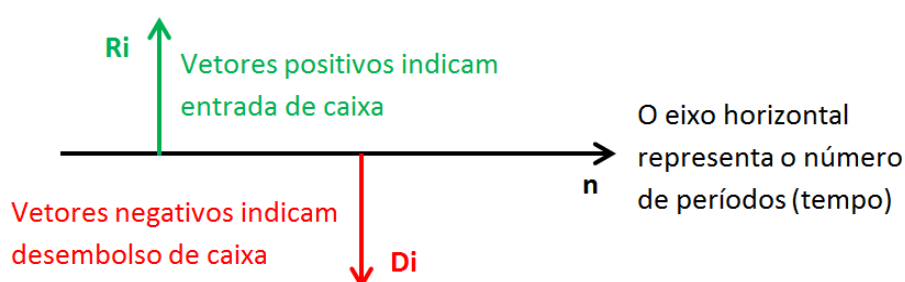 Ri
Vetores positivos indicam
entrada de caixa
O eixo horizontal
representa o número
de períodos (tempo)
n
Vetores negativos indicam
desembolso de caixa
Di